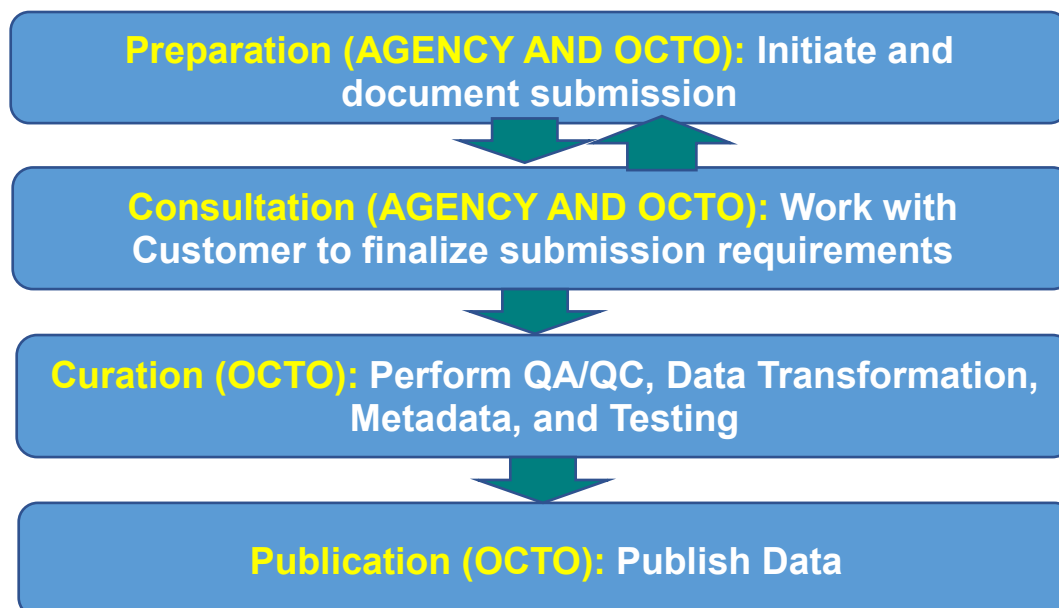 Preparation (AGENCY AND OCTO): Initiate and
document submission
Consultation (AGENCY AND OCTO): Work with
Customer to finalize submission requirements
Curation (OCTO): Perform QA/QC, Data Transformation,
Metadata, and Testing
Publication (OCTO): Publish Data